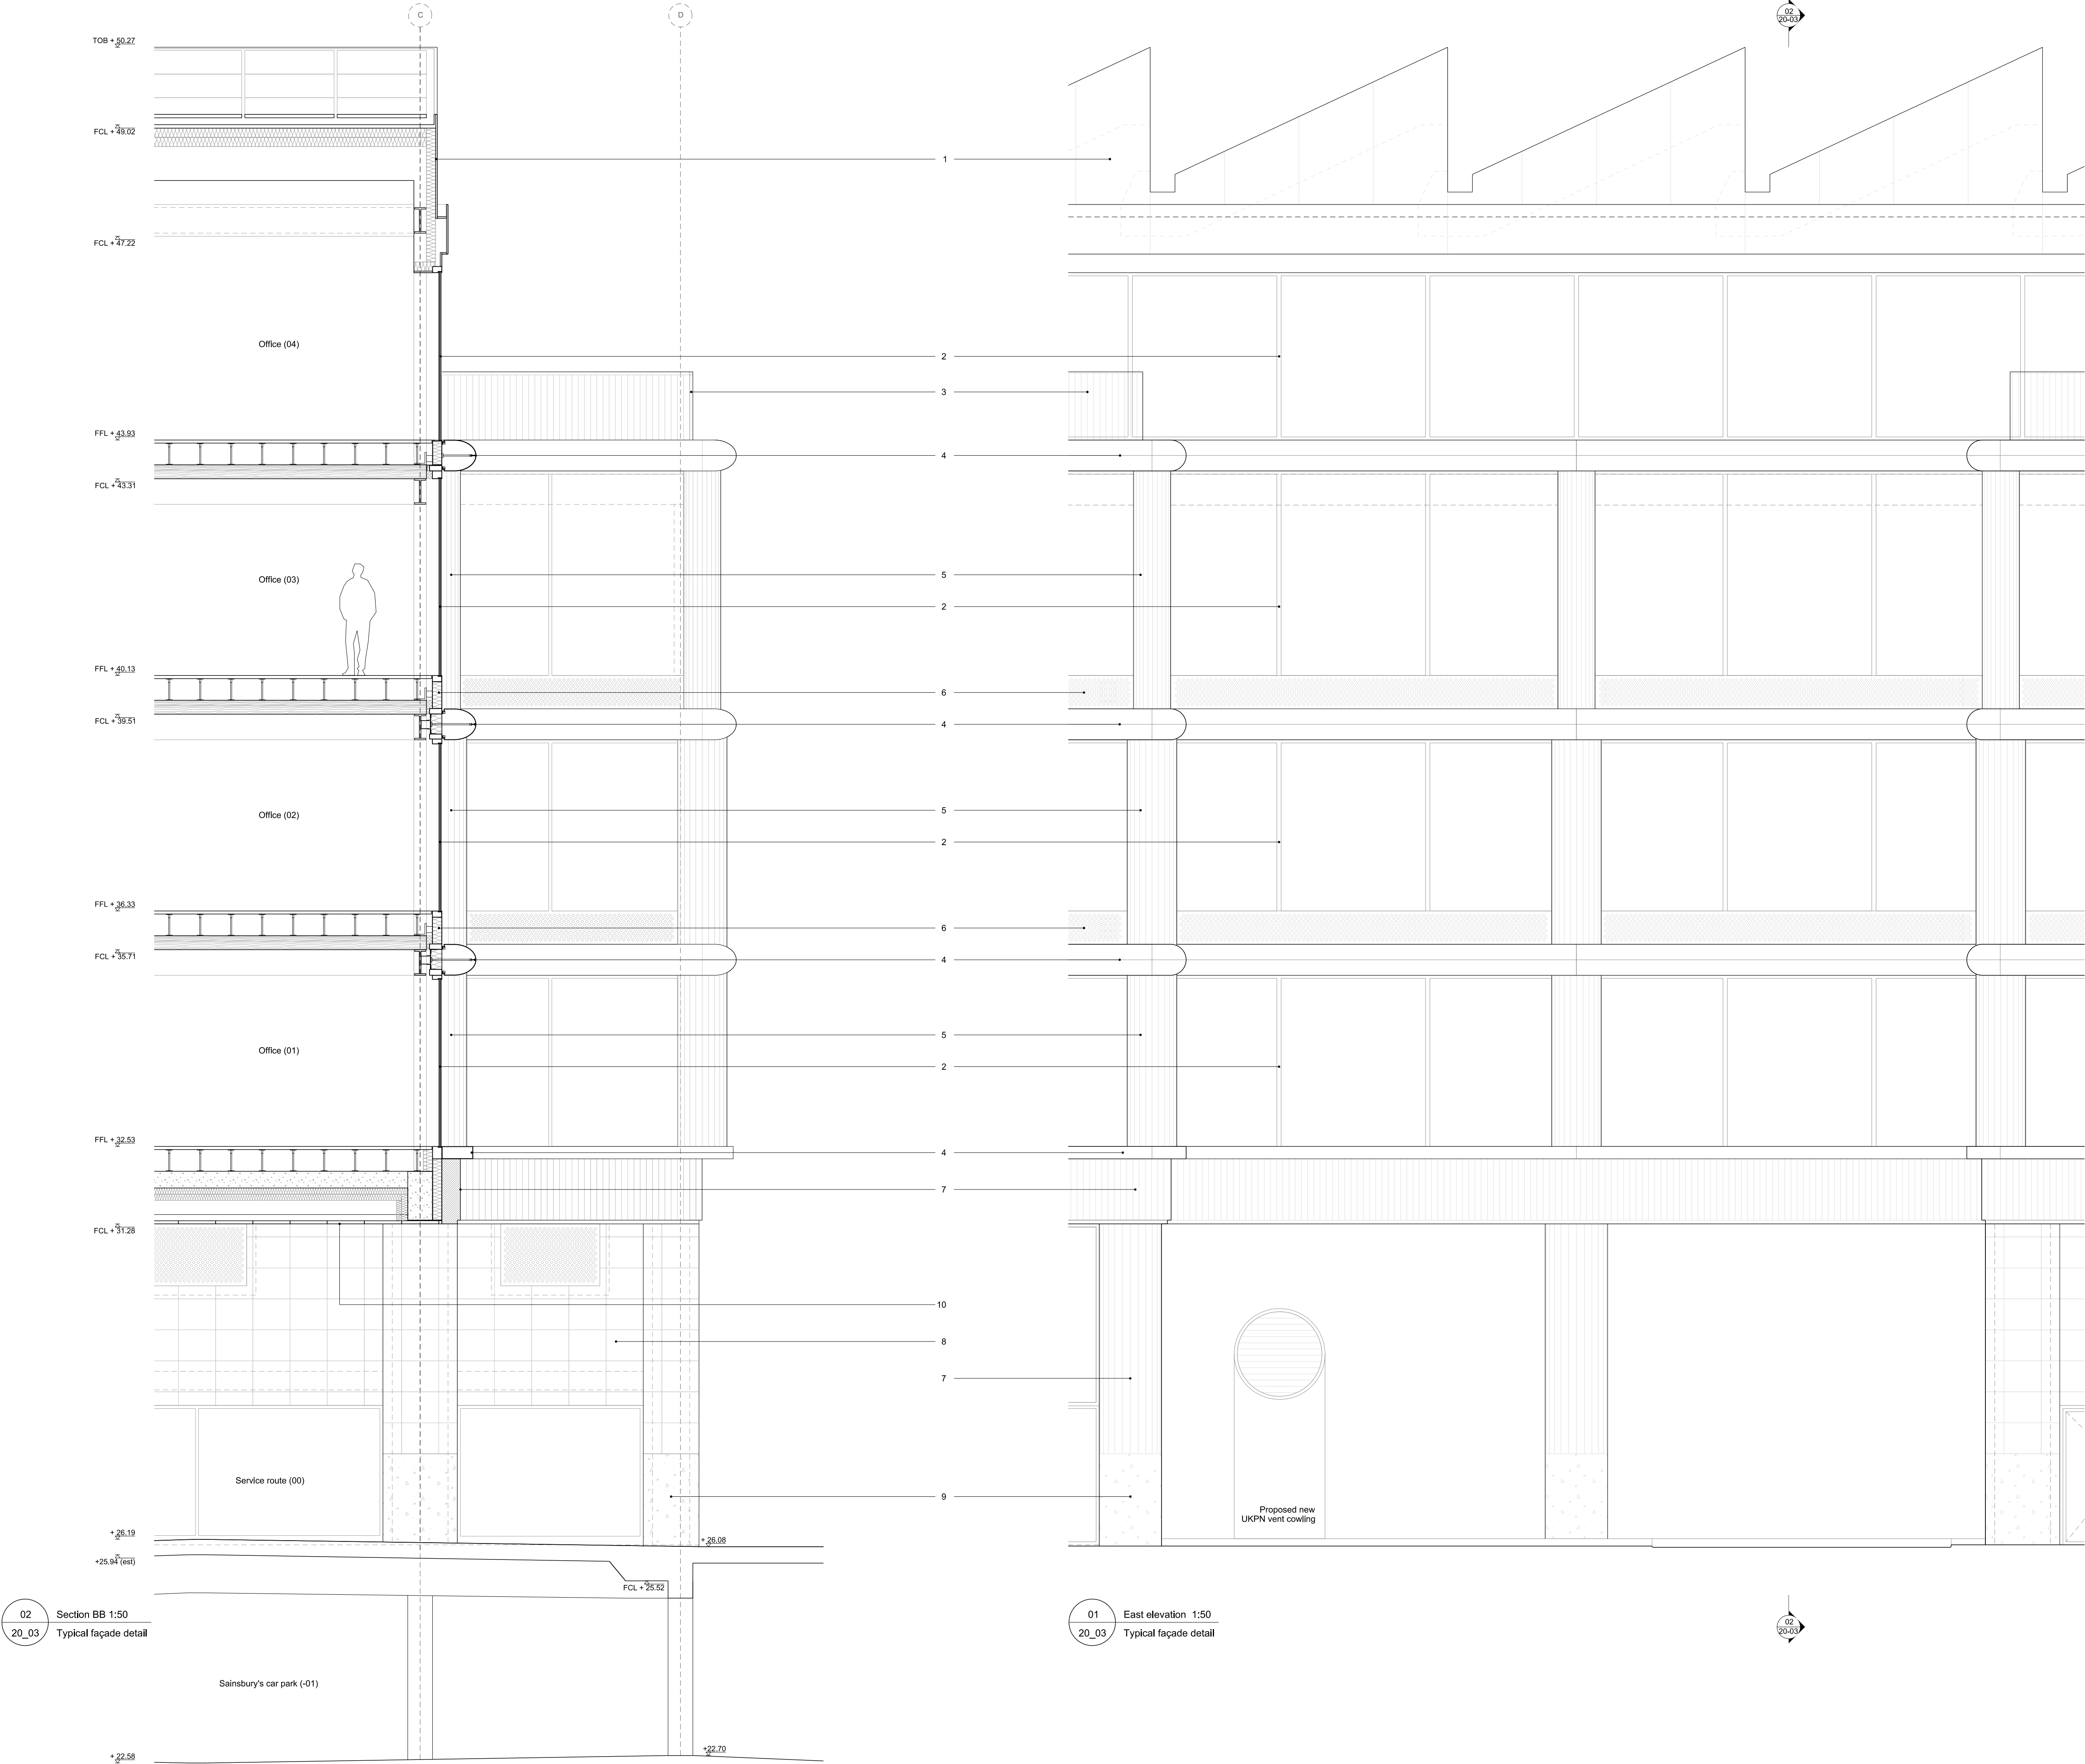 C
D
02
20-03
TOB + 50.27
FCL + 49.02
1
FCL + 47.22
Office (04)
2
3
FFL + 43.93
4
FCL + 43.31
Office (03)
5
2
FFL + 40.13
6
FCL + 39.51
4
Office (02)
5
2
FFL + 36.33
6
FCL + 35.71
4
Office (01)
5
2
FFL + 32.53
4
7
FCL + 31.28
10
8
7
Service route (00)
9
Proposed new
UKPN vent cowling
+ 26.19
+ 26.08
+25.94 (est)
FCL + 25.52
02
20_03
Section BB 1:50
Typical façade detail
01
20_03
East elevation 1:50
Typical façade detail
02
20-03
Sainsbury's car park (-01)
+ 22.58
+22.70